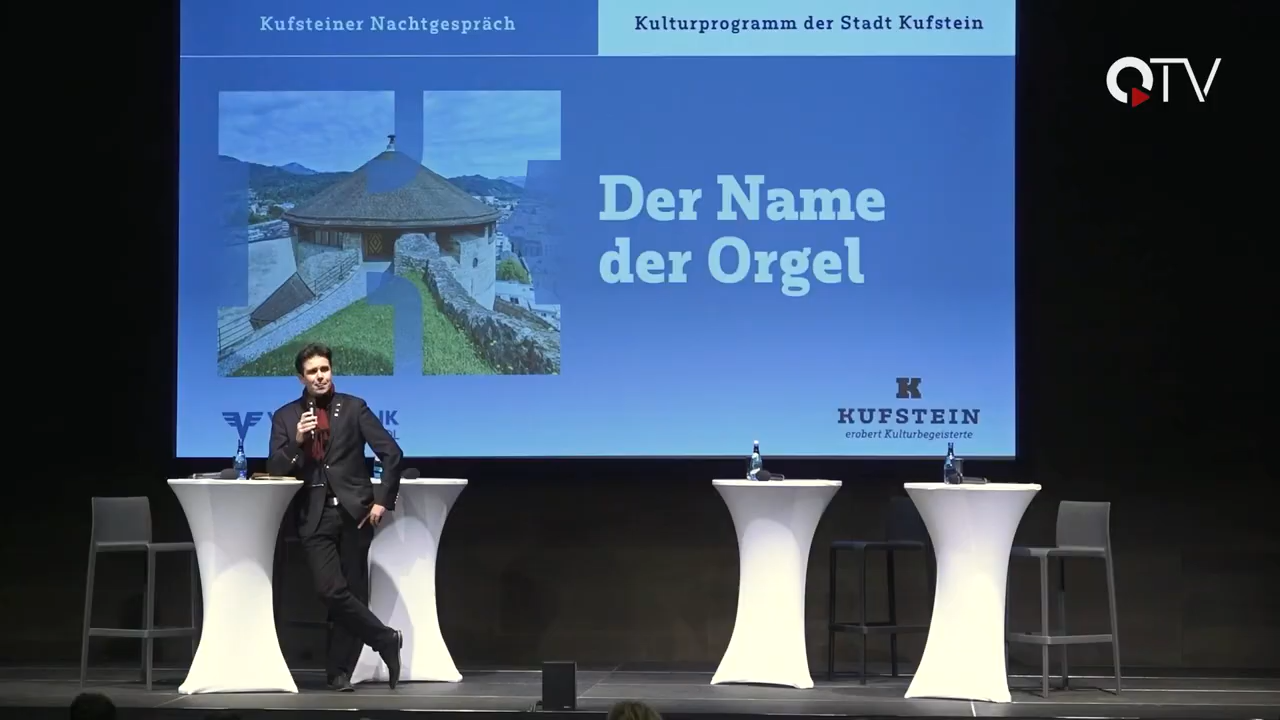 Kufsteiner Nachtgespräch
Kulturprogramm der Stadt Kufstein
QTV
Der Name
der Orgel
K
KUFSTEIN
erobert Kulturbegeisterte